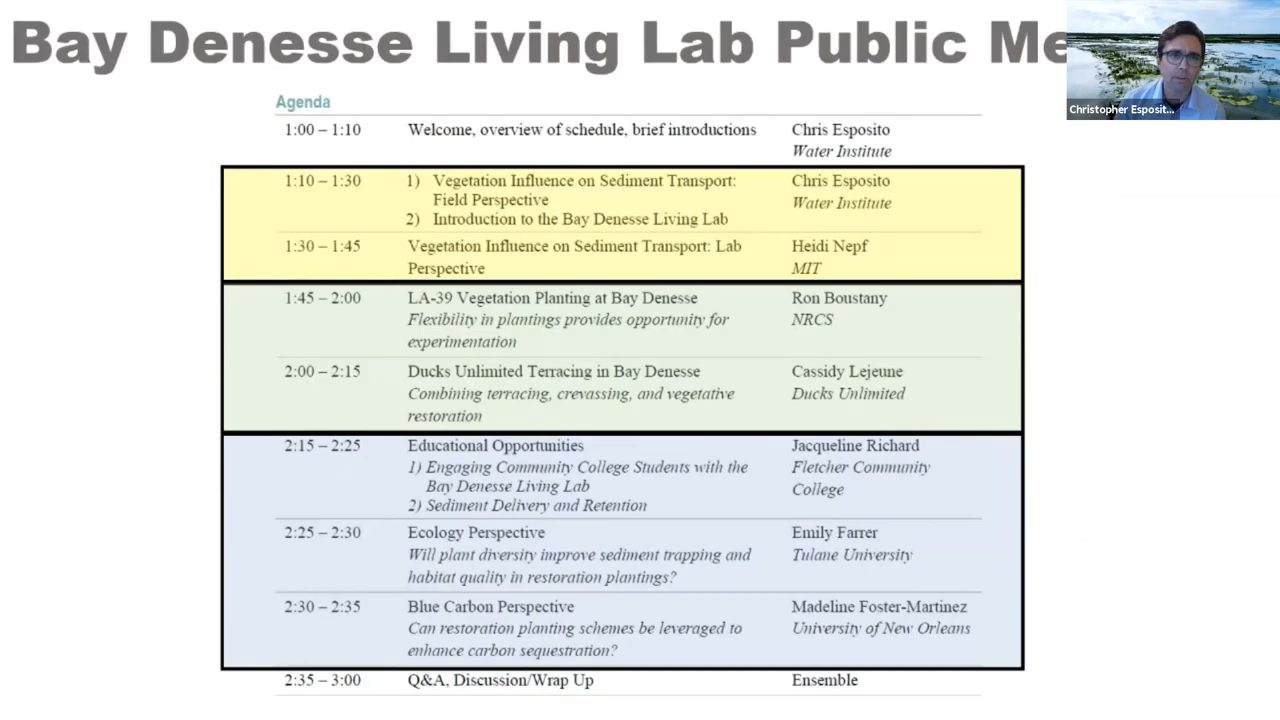 Bay Denesse Living Lab Public Me
Christopher Esposit...
Agenda
1:00 – 1:10 Welcome, overview of schedule, brief introductions Chris Esposito
Water Institute
1:10 – 1:30 1) Vegetation Influence on Sediment Transport: Chris Esposito
Field Perspective Water Institute
2) Introduction to the Bay Denesse Living Lab
1:30 – 1:45 Vegetation Influence on Sediment Transport: Lab Heidi Nepf
Perspective MIT
1:45 – 2:00 LA-39 Vegetation Planting at Bay Denesse Ron Boustany
Flexibility in plantings provides opportunity for NRCS
experimentation
2:00 – 2:15 Ducks Unlimited Terracing in Bay Denesse Cassidy Lejeune
Combining terracing, crevassing, and vegetative Ducks Unlimited
restoration
2:15 – 2:25 Educational Opportunities Jacqueline Richard
1) Engaging Community College Students with the Fletcher Community
Bay Denesse Living Lab College
2) Sediment Delivery and Retention
2:25 – 2:30 Ecology Perspective Emily Farrer
Will plant diversity improve sediment trapping and Tulane University
habitat quality in restoration plantings?
2:30 – 2:35 Blue Carbon Perspective Madeline Foster-Martinez
Can restoration planting schemes be leveraged to University of New Orleans
enhance carbon sequestration?
2:35 – 3:00 Q&A, Discussion/Wrap Up Ensemble